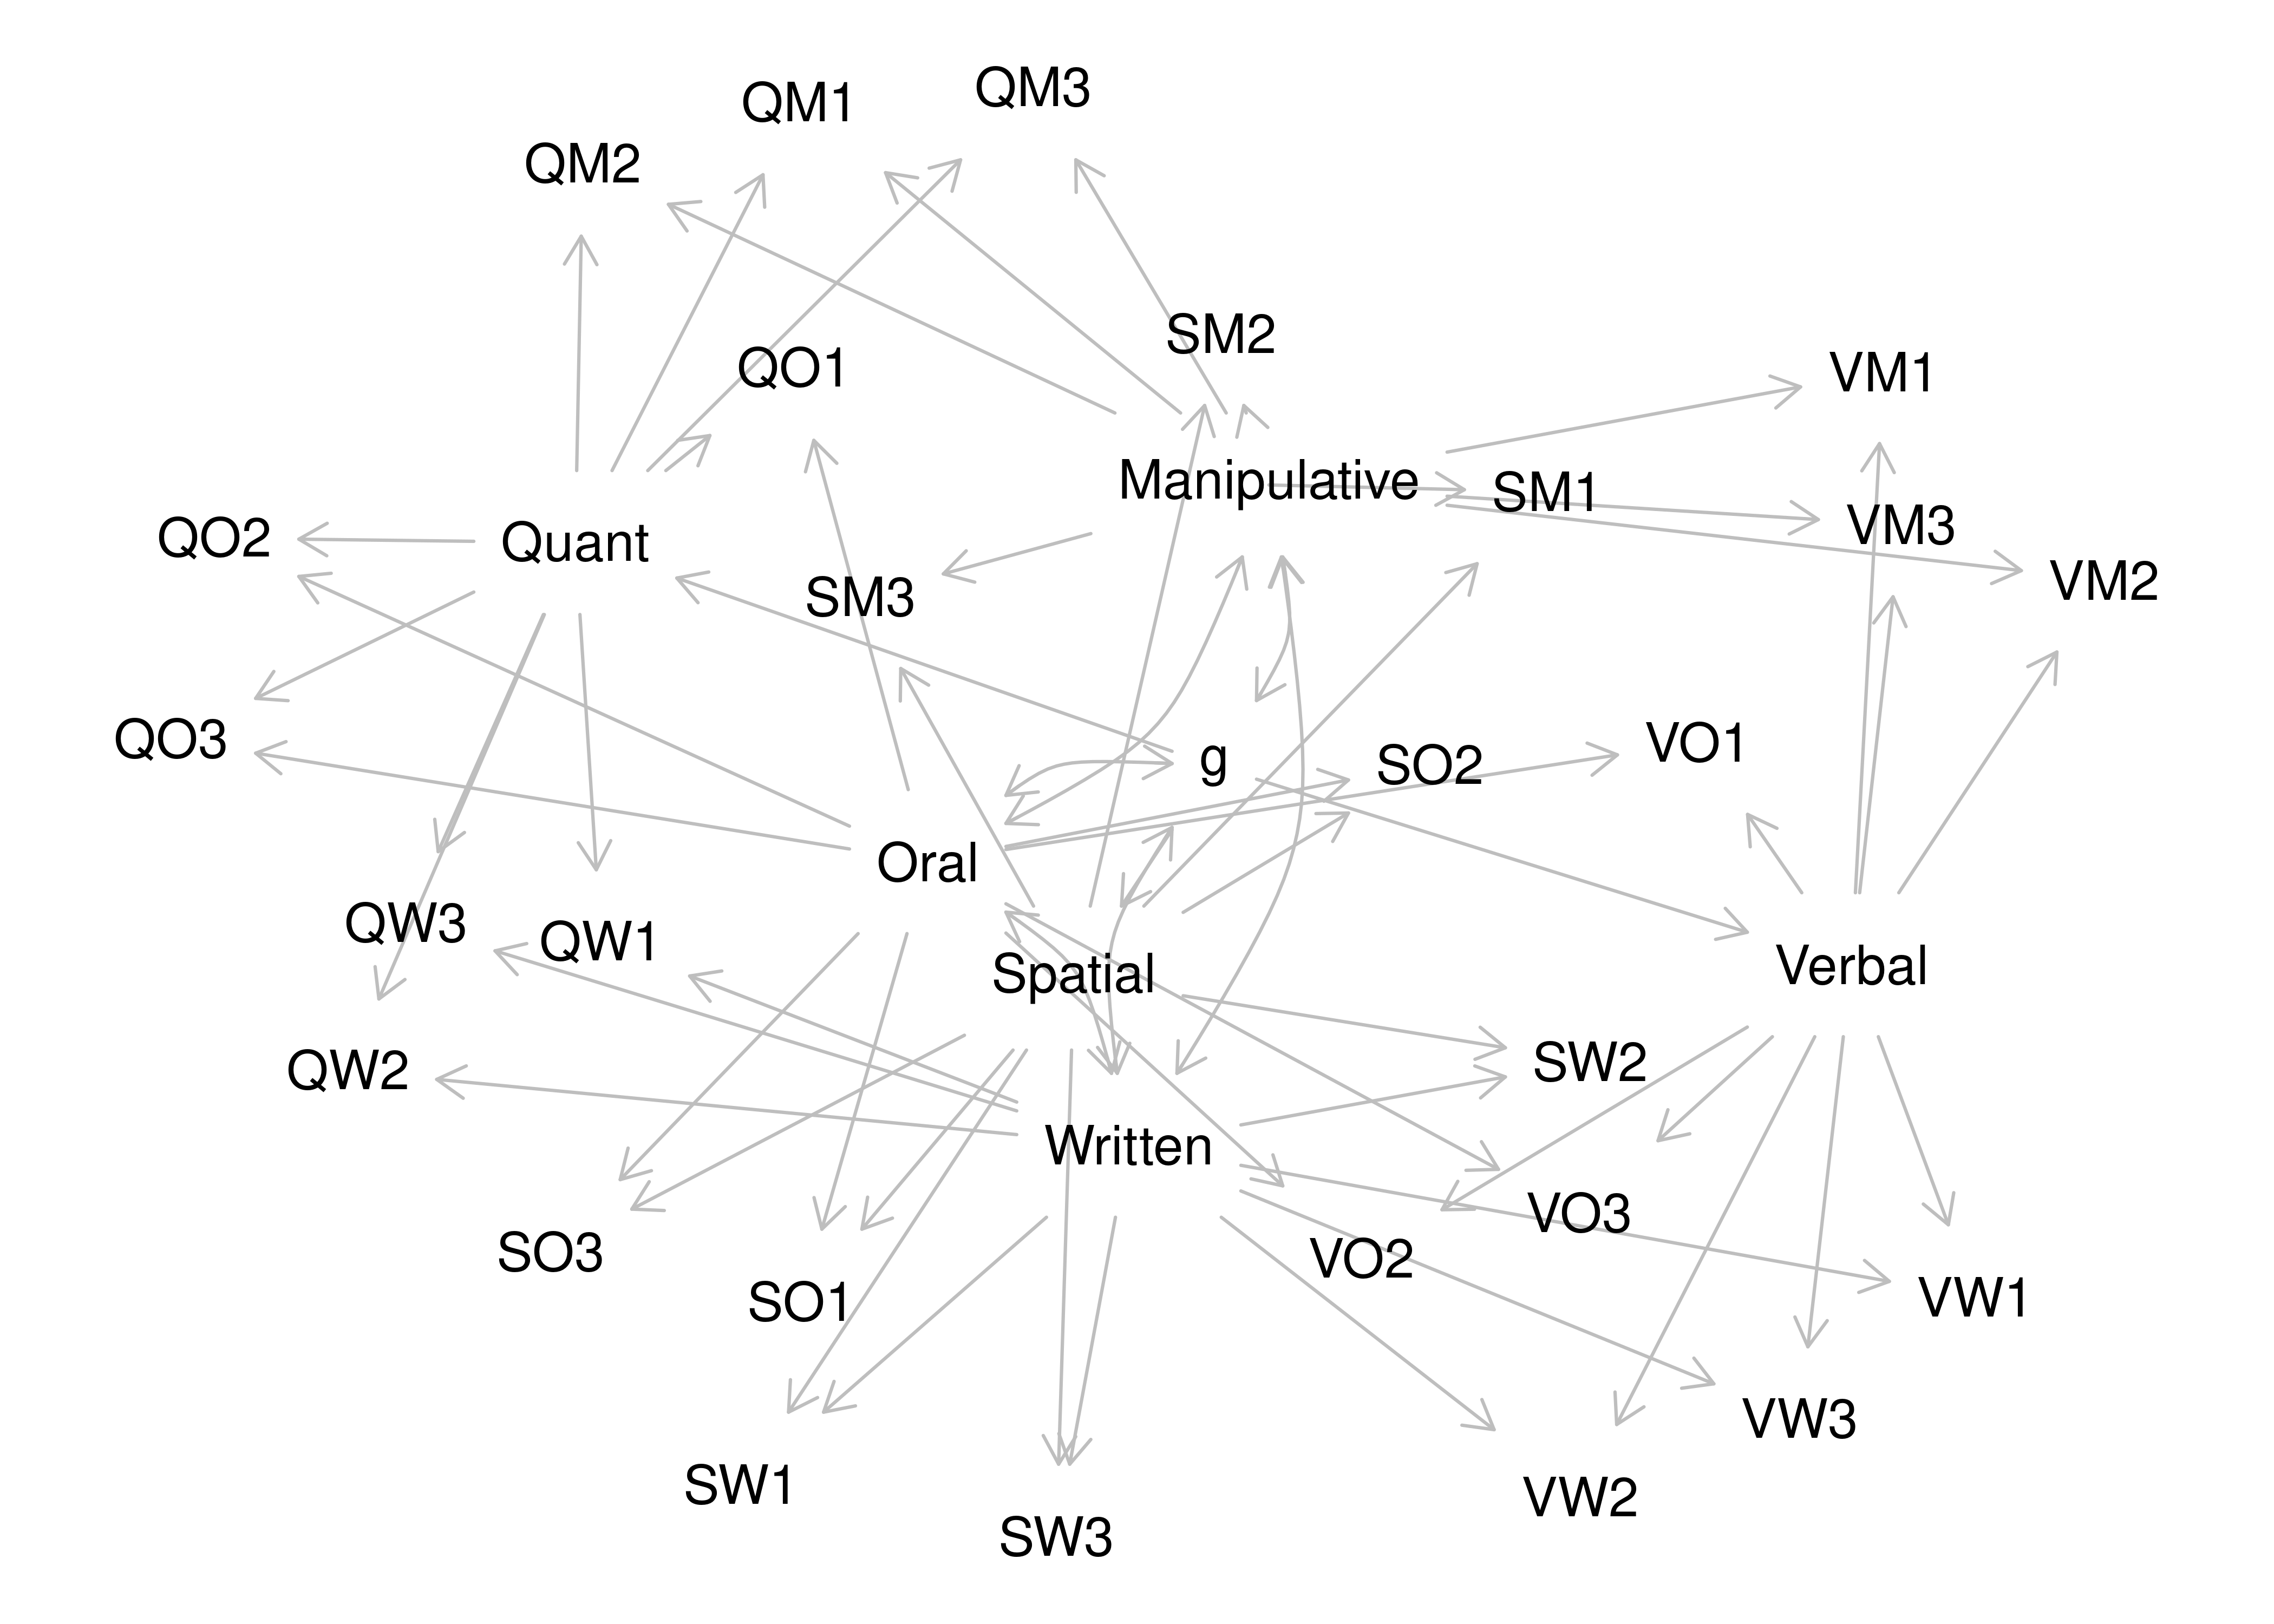 QM3
QM1
QM2
SM2
QO1
VM1
Manipulative
SM1
VM3
QO2
Quant
VM2
SM3
QO3
g
SO2
VO1
Oral
QW3
QW1
Spatial
Verbal
QW2
SW2
Written
VO3
SO3
VO2
SO1
VW1
VW3
SW1
VW2
SW3